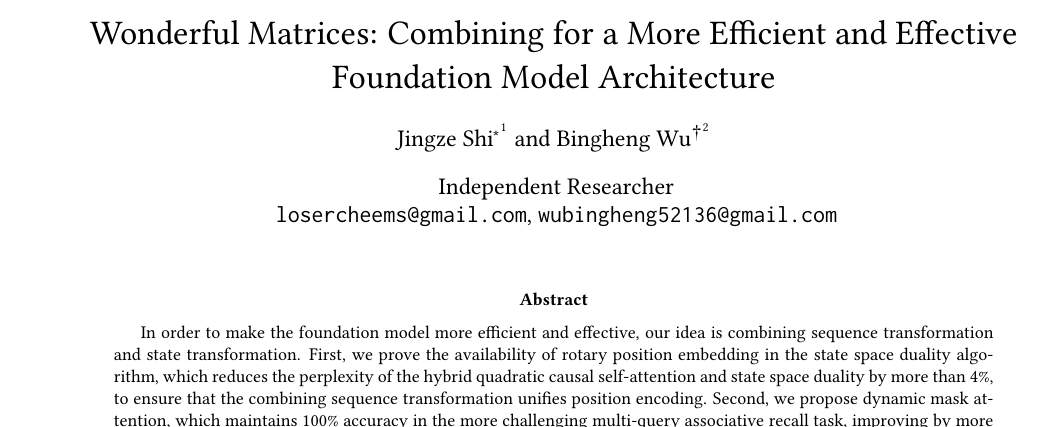 Wonderful Matrices: Combining for a More Efficient and Effective
Foundation Model Architecture
Jingze Shi*1 and Bingheng Wu†2
Independent Researcher
losercheems@gmail.com, wubingheng52136@gmail.com
Abstract
In order to make the foundation model more efficient and effective, our idea is combining sequence transformation
and state transformation. First, we prove the availability of rotary position embedding in the state space duality algo-
rithm, which reduces the perplexity of the hybrid quadratic causal self-attention and state space duality by more than 4%,
to ensure that the combining sequence transformation unifies position encoding. Second, we propose dynamic mask at-
tention, which maintains 100% accuracy in the more challenging multi-query associative recall task, improving by more